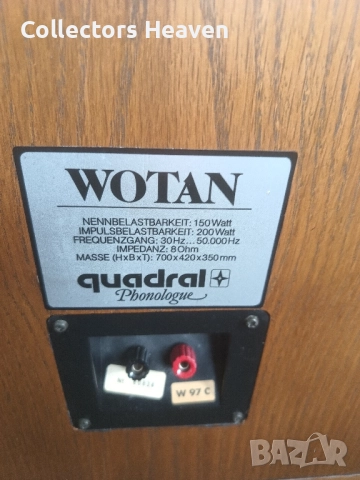 Collectors Heaven
WOTAN
NENNBELASTBARKEIT: 150 Watt
IMPULSBELASTBARKEIT: 200 Watt
FREQUENZGANG: 30 Hz... 50.000 Hz
IMPEDANZ: 8 Ohm
MASSE (HxBxT): 700x420x350 mm
quadral
Phonologue
W 97 C
BAZAR